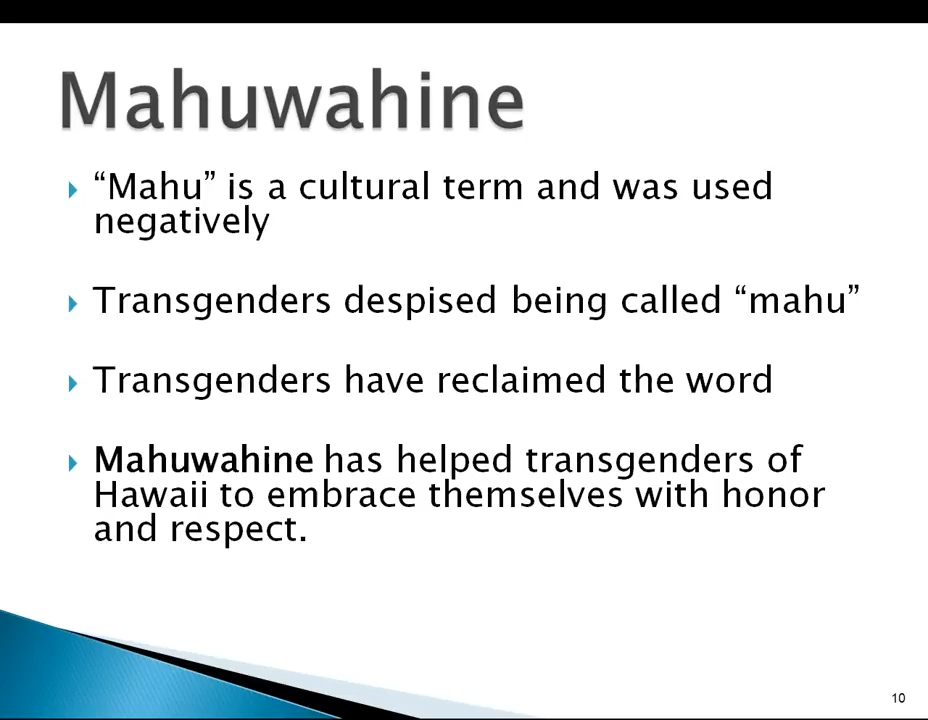 Mahuwahine
“Mahu” is a cultural term and was used
negatively
Transgenders despised being called “mahu”
Transgenders have reclaimed the word
Mahuwahine has helped transgenders of
Hawaii to embrace themselves with honor
and respect.
10